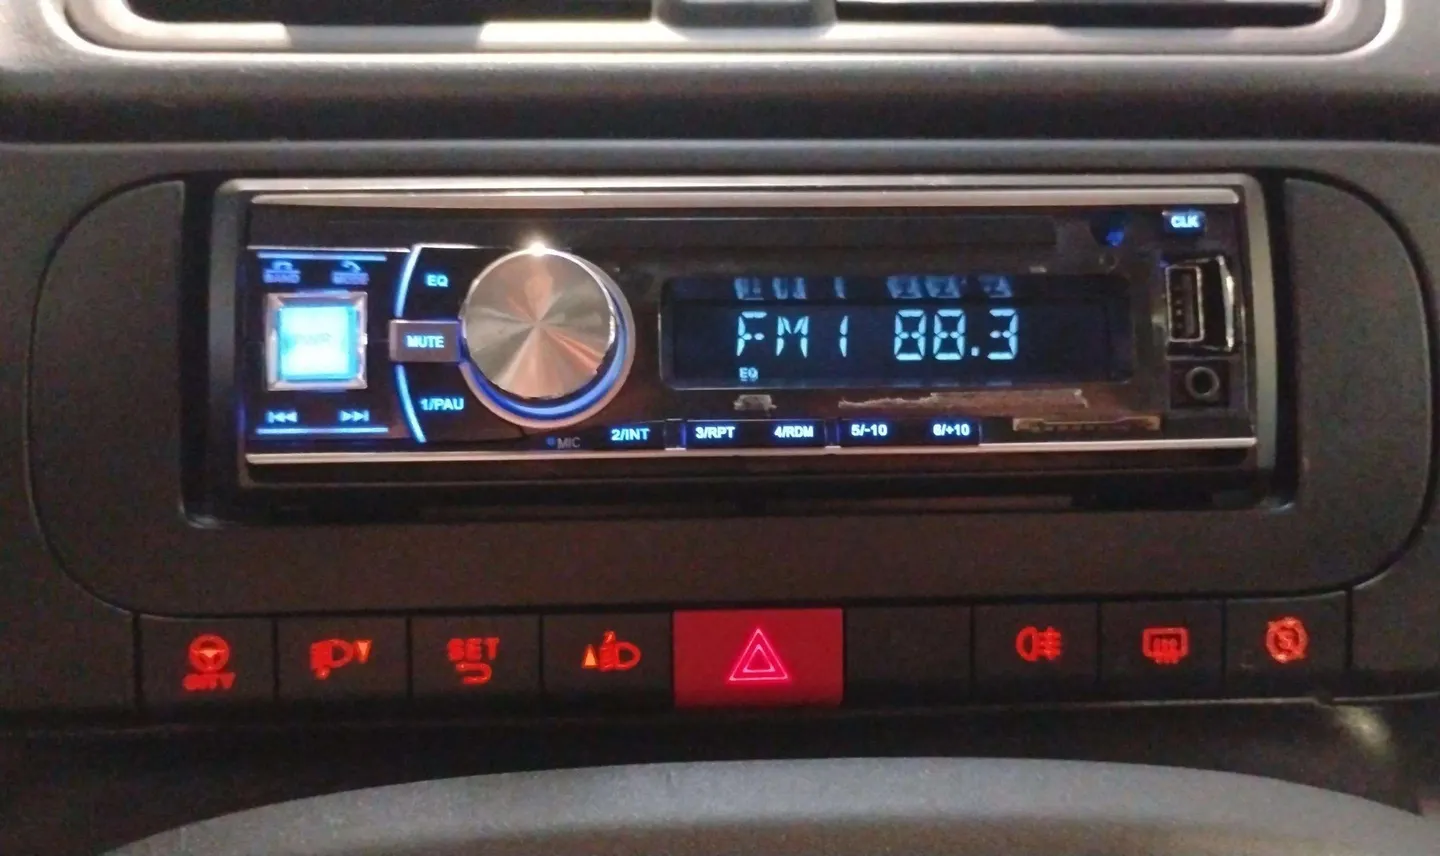 CLK
EQ
MUTE
1/PAU
FM1 88.3
EQ
MIC
2/INT
3/RPT
4/RDM
5/-10
6/+10
SET